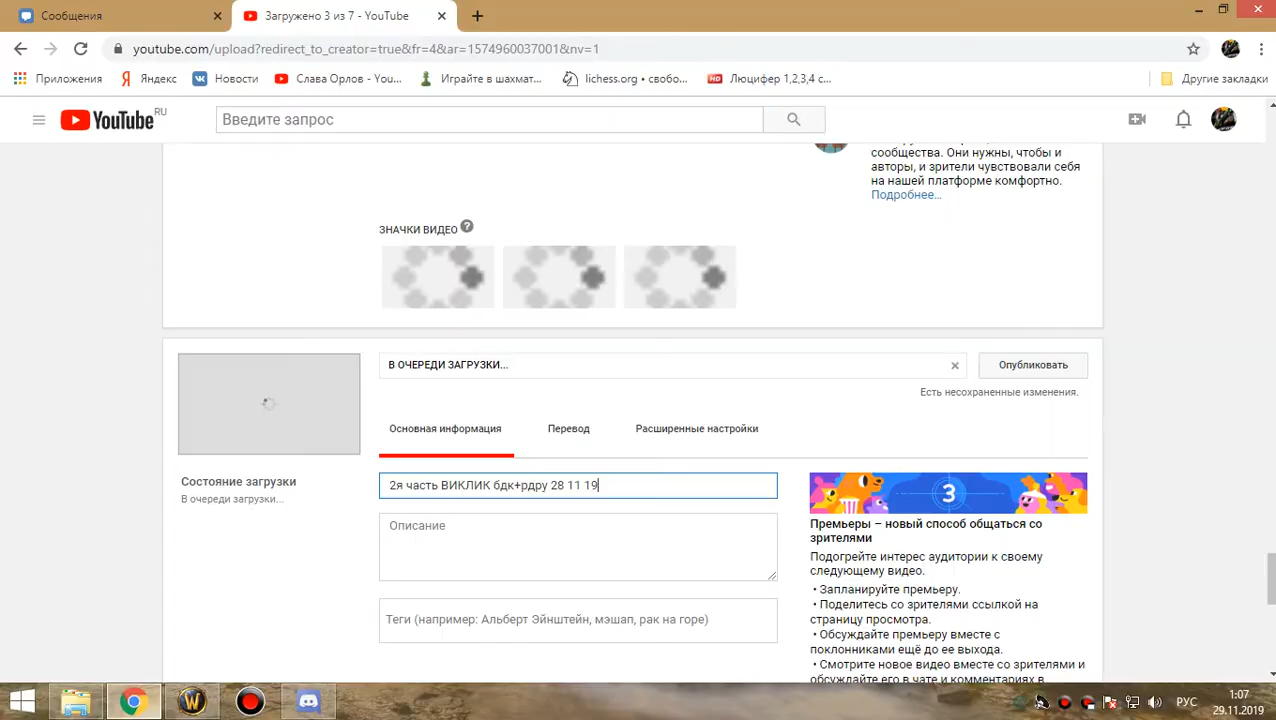 Сообщения
Загружено 3 из 7 - YouTube
youtube.com/upload?redirect_to_creator=true&fr=4&ar=1574960037001&nv=1
Приложения
Яндекс
Новости
Слава Орлов - You...
Играйте в шахмат...
lichess.org • свобо...
HD Люцифер 1,2,3,4 с...
Другие закладки
YouTube RU
Введите запрос
сообщества. Они нужны, чтобы и
авторы, и зрители чувствовали себя
на нашей платформе комфортно.
Подробнее...
ЗНАЧКИ ВИДЕО ?
В ОЧЕРЕДИ ЗАГРУЗКИ...
Опубликовать
Есть несохраненные изменения.
Основная информация
Перевод
Расширенные настройки
Состояние загрузки
В очереди загрузки...
2я часть ВИКЛИК бдк+рдру 28 11 19
Описание
Теги (например: Альберт Эйнштейн, мэшап, рак на горе)
3
Премьеры – новый способ общаться со
зрителями
Подогрейте интерес аудитории к своему
следующему видео.
• Запланируйте премьеру.
• Поделитесь со зрителями ссылкой на
страницу просмотра.
• Обсуждайте премьеру вместе с
поклонниками ещё до ее выхода.
• Смотрите новое видео вместе со зрителями и
обсуждайте его в чате и комментариях в
РУС
1:07
29.11.2019